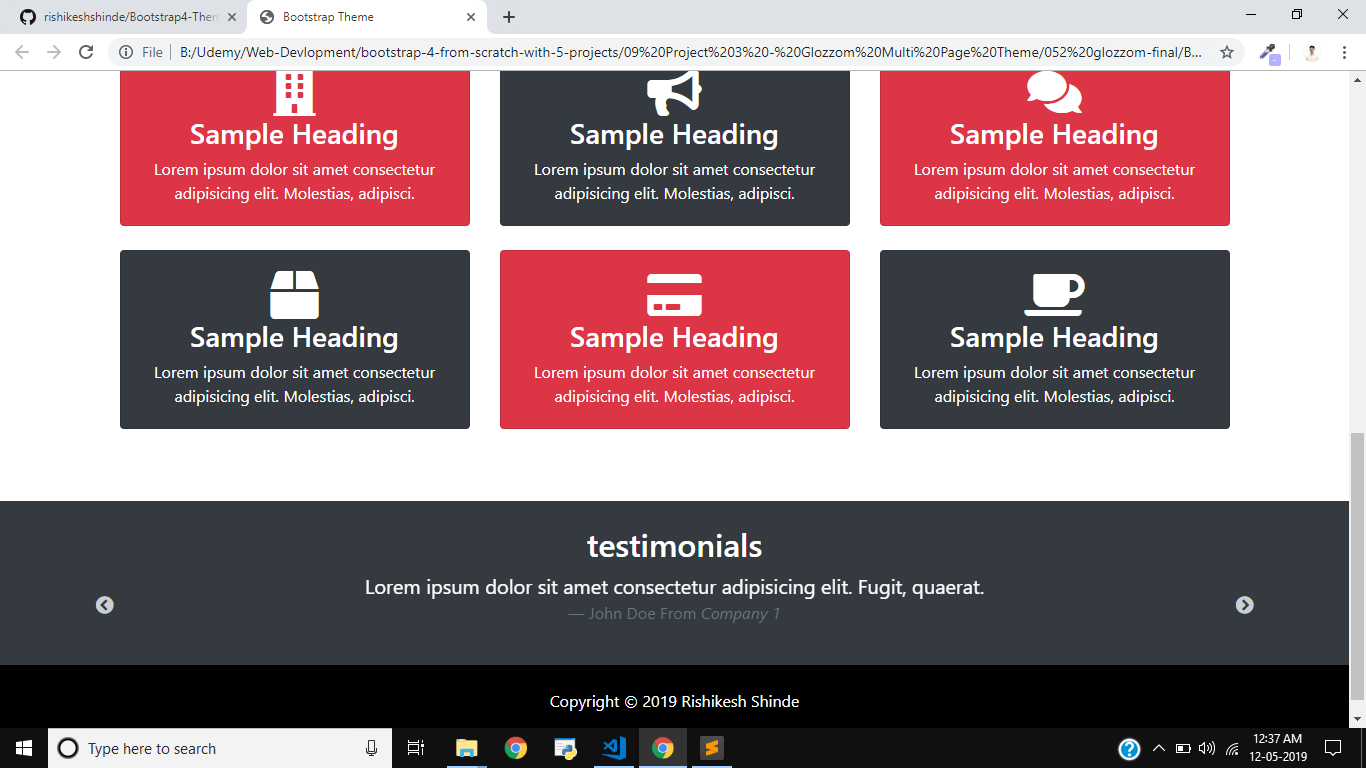 rishikeshshinde/Bootstrap4-Them
Bootstrap Theme
File
B:/Udemy/Web-Devlopment/bootstrap-4-from-scratch-with-5-projects/09%20Project%203%20-%20Glozzom%20Multi%20Page%20Theme/052%20glozzom-final/B...
Sample Heading
Lorem ipsum dolor sit amet consectetur
adipisicing elit. Molestias, adipisci.
Sample Heading
Lorem ipsum dolor sit amet consectetur
adipisicing elit. Molestias, adipisci.
Sample Heading
Lorem ipsum dolor sit amet consectetur
adipisicing elit. Molestias, adipisci.
Sample Heading
Lorem ipsum dolor sit amet consectetur
adipisicing elit. Molestias, adipisci.
Sample Heading
Lorem ipsum dolor sit amet consectetur
adipisicing elit. Molestias, adipisci.
Sample Heading
Lorem ipsum dolor sit amet consectetur
adipisicing elit. Molestias, adipisci.
testimonials
Lorem ipsum dolor sit amet consectetur adipisicing elit. Fugit, quaerat.
— John Doe From Company 1
Copyright © 2019 Rishikesh Shinde
Type here to search
12:37 AM
12-05-2019